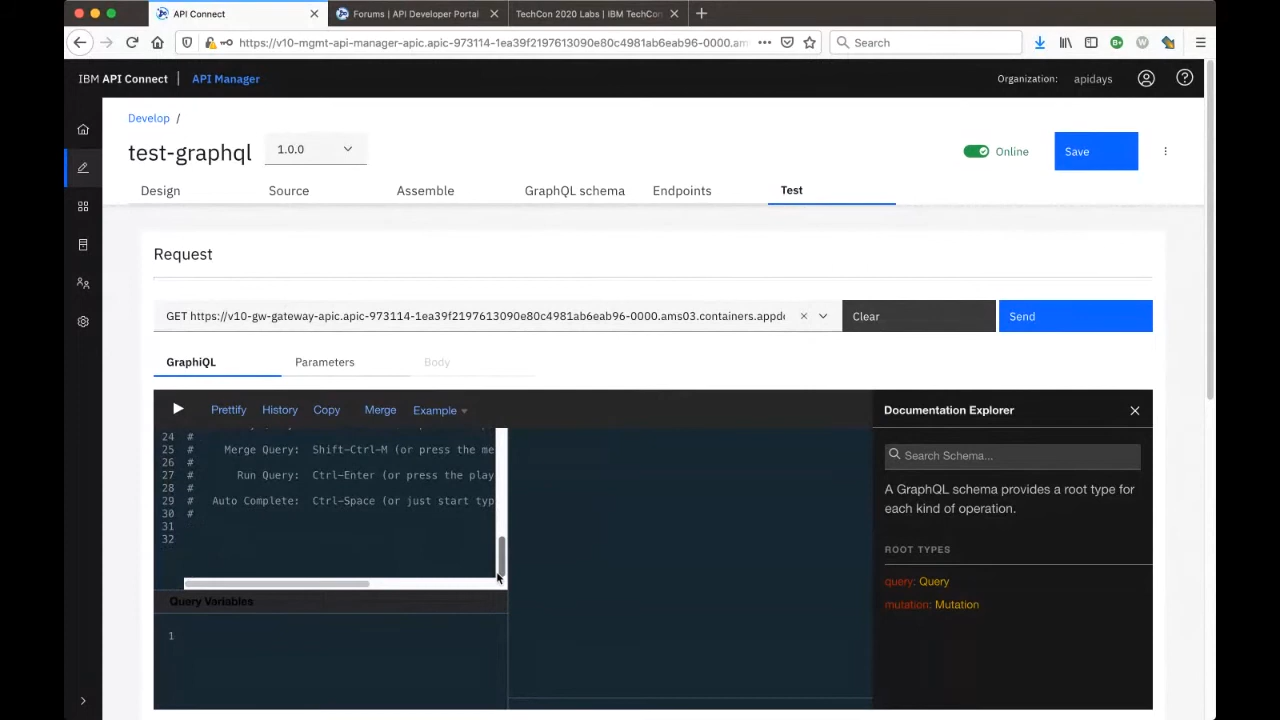 API Connect
Forums | API Developer Portal
TechCon 2020 Labs | IBM TechCon
https://v10-mgmt-api-manager-apic.apic-973114-1ea39f2197613090e80c4981ab6eab96-0000.am
Search
IBM API Connect | API Manager
Organization: apidays
Develop /
test-graphql
1.0.0
Online
Save
Design
Source
Assemble
GraphQL schema
Endpoints
Test
Request
GET https://v10-gw-gateway-apic.apic-973114-1ea39f2197613090e80c4981ab6eab96-0000.ams03.containers.appdo
Clear
Send
GraphiQL
Parameters
Body
Prettify
History
Copy
Merge
Example
Documentation Explorer
24 #
25 # Merge Query: Shift-Ctrl-M (or press the me
26 #
27 # Run Query: Ctrl-Enter (or press the play
28 #
29 # Auto Complete: Ctrl-Space (or just start typ
30 #
31
32
Query Variables
1
Search Schema...
A GraphQL schema provides a root type for
each kind of operation.
ROOT TYPES
query: Query
mutation: Mutation